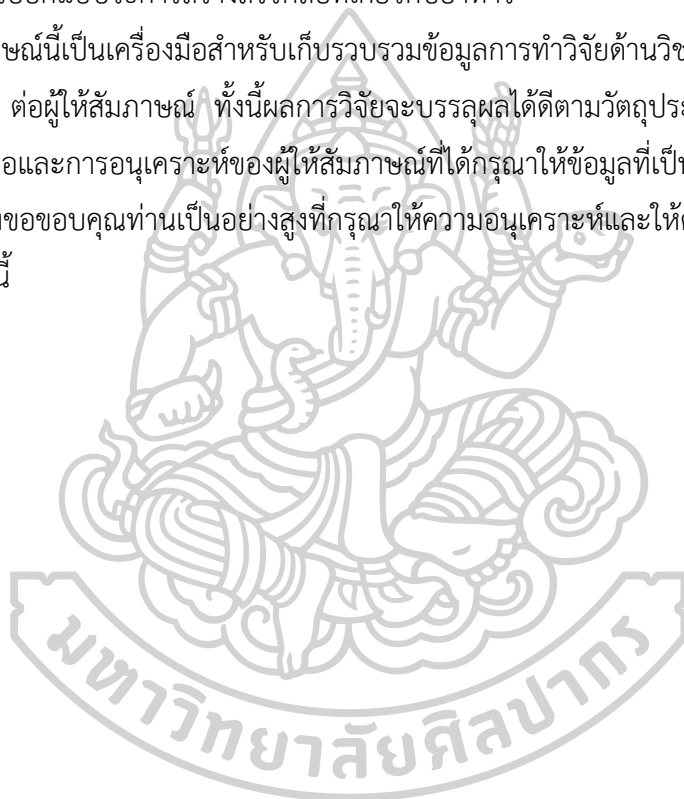 ษณ์นี้เป็นเครื่องมือสำหรับเก็บรวบรวมข้อมูลการทำวิจัยด้านวิช
ต่อผู้ให้สัมภาษณ์ ทั้งนี้ผลการวิจัยจะบรรลุผลได้ดีตามวัตถุประ
อและการอนุเคราะห์ของผู้ให้สัมภาษณ์ที่ได้กรุณาให้ข้อมูลที่เป็น
ขอขอบคุณท่านเป็นอย่างสูงที่กรุณาให้ความอนุเคราะห์และให้
นี้
มหาวิทยาลัยศิลปากร